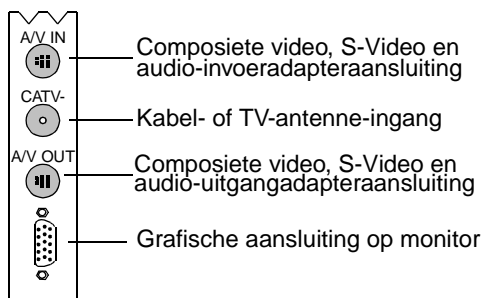 A/V IN
Composiete video, S-Video en
audio-invoeradapteraansluiting
CATV-
Kabel- of TV-antenne-ingang
A/V OUT
Composiete video, S-Video en
audio-uitgangadapteraansluiting
Grafische aansluiting op monitor